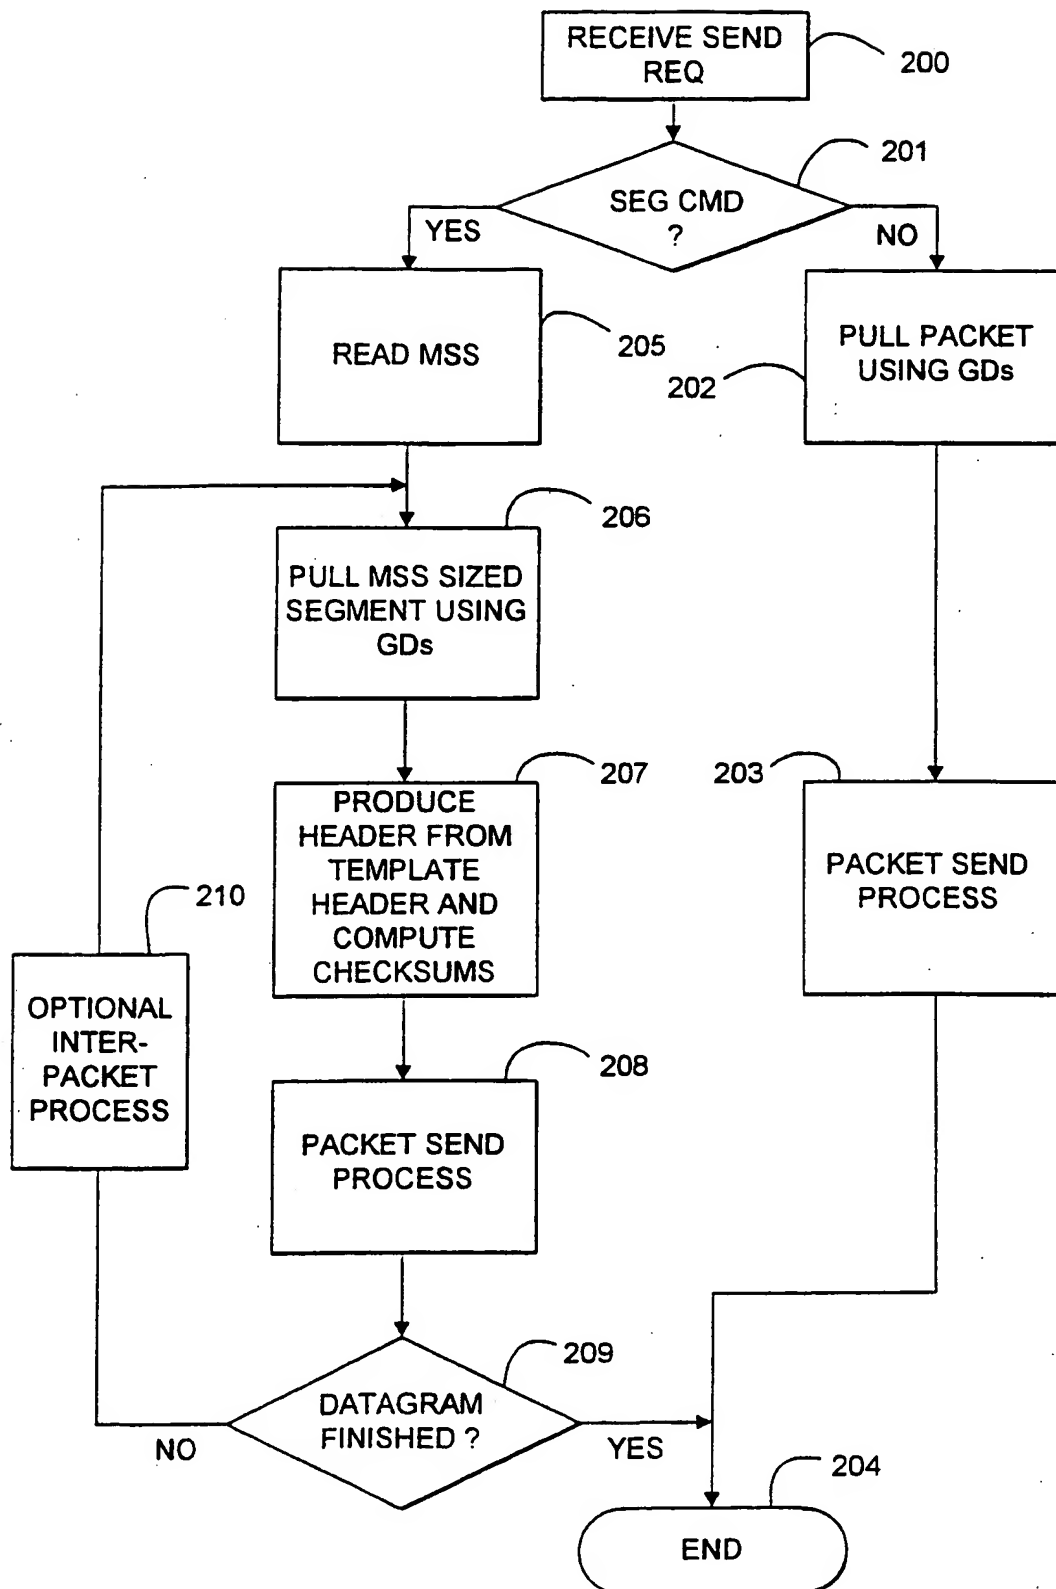 RECEIVE SEND
REQ
200
201
SEG CMD
?
YES
NO
READ MSS
205
PULL PACKET
USING GDs
202
206
PULL MSS SIZED
SEGMENT USING
GDs
207
203
PRODUCE
HEADER FROM
TEMPLATE
HEADER AND
COMPUTE
CHECKSUMS
PACKET SEND
PROCESS
210
OPTIONAL
INTER-
PACKET
PROCESS
208
PACKET SEND
PROCESS
209
DATAGRAM
FINISHED ?
NO
YES
204
END